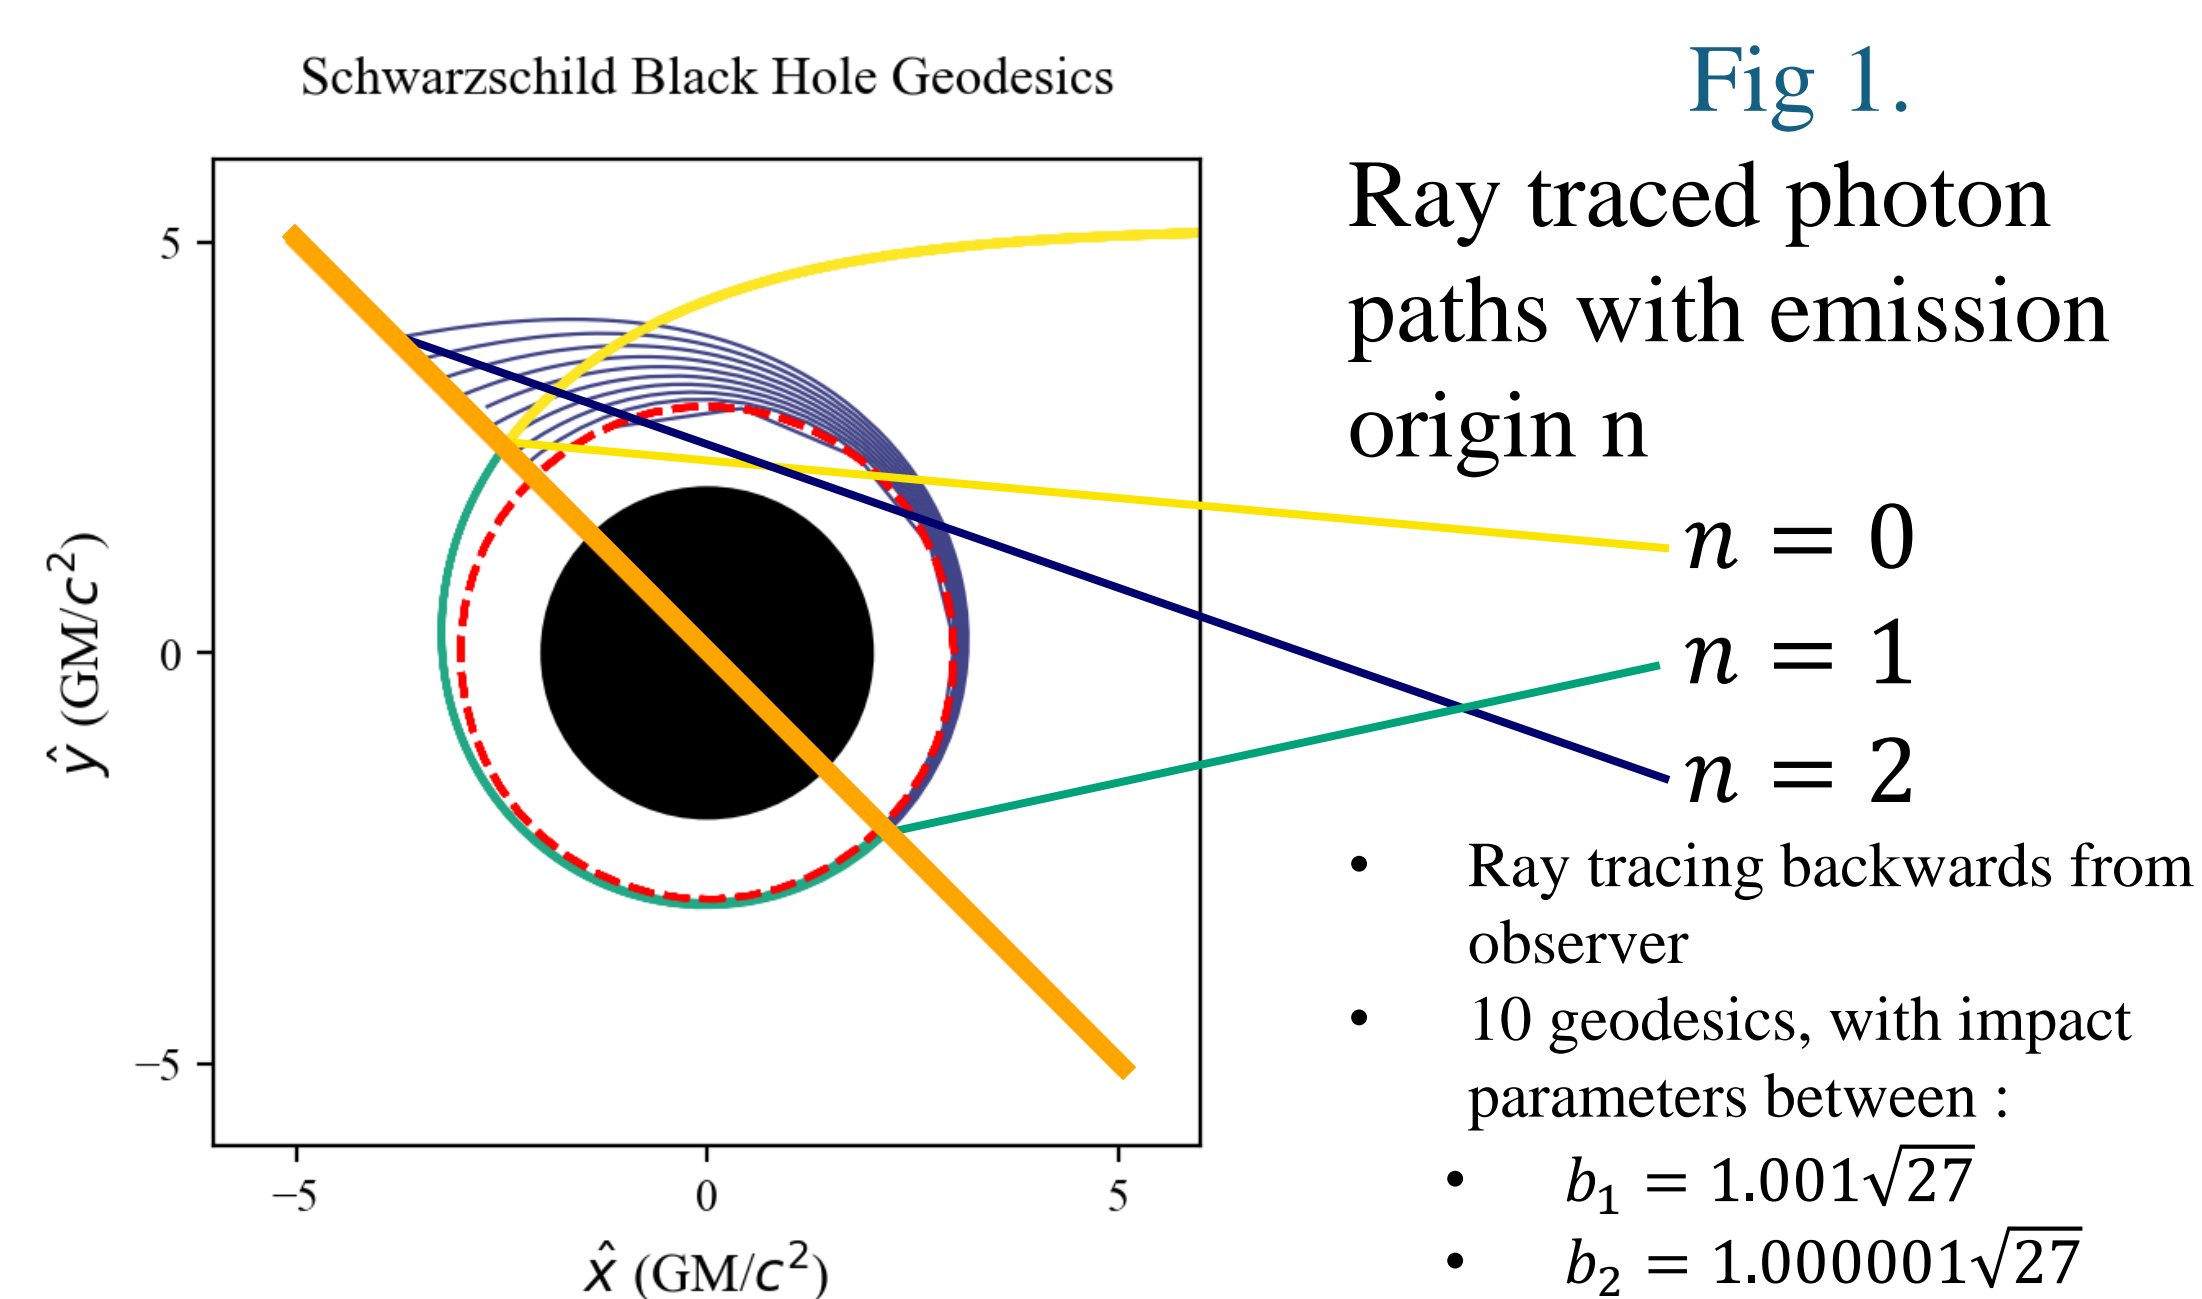 Schwarzschild Black Hole Geodesics
5
0
−5
ŷ (GM/c²)
−5
0
5
x̂ (GM/c²)
Fig 1.
Ray traced photon
paths with emission
origin n
n = 0
n = 1
n = 2
• Ray tracing backwards from
observer
• 10 geodesics, with impact
parameters between :
• b₁ = 1.001√27
• b₂ = 1.000001√27